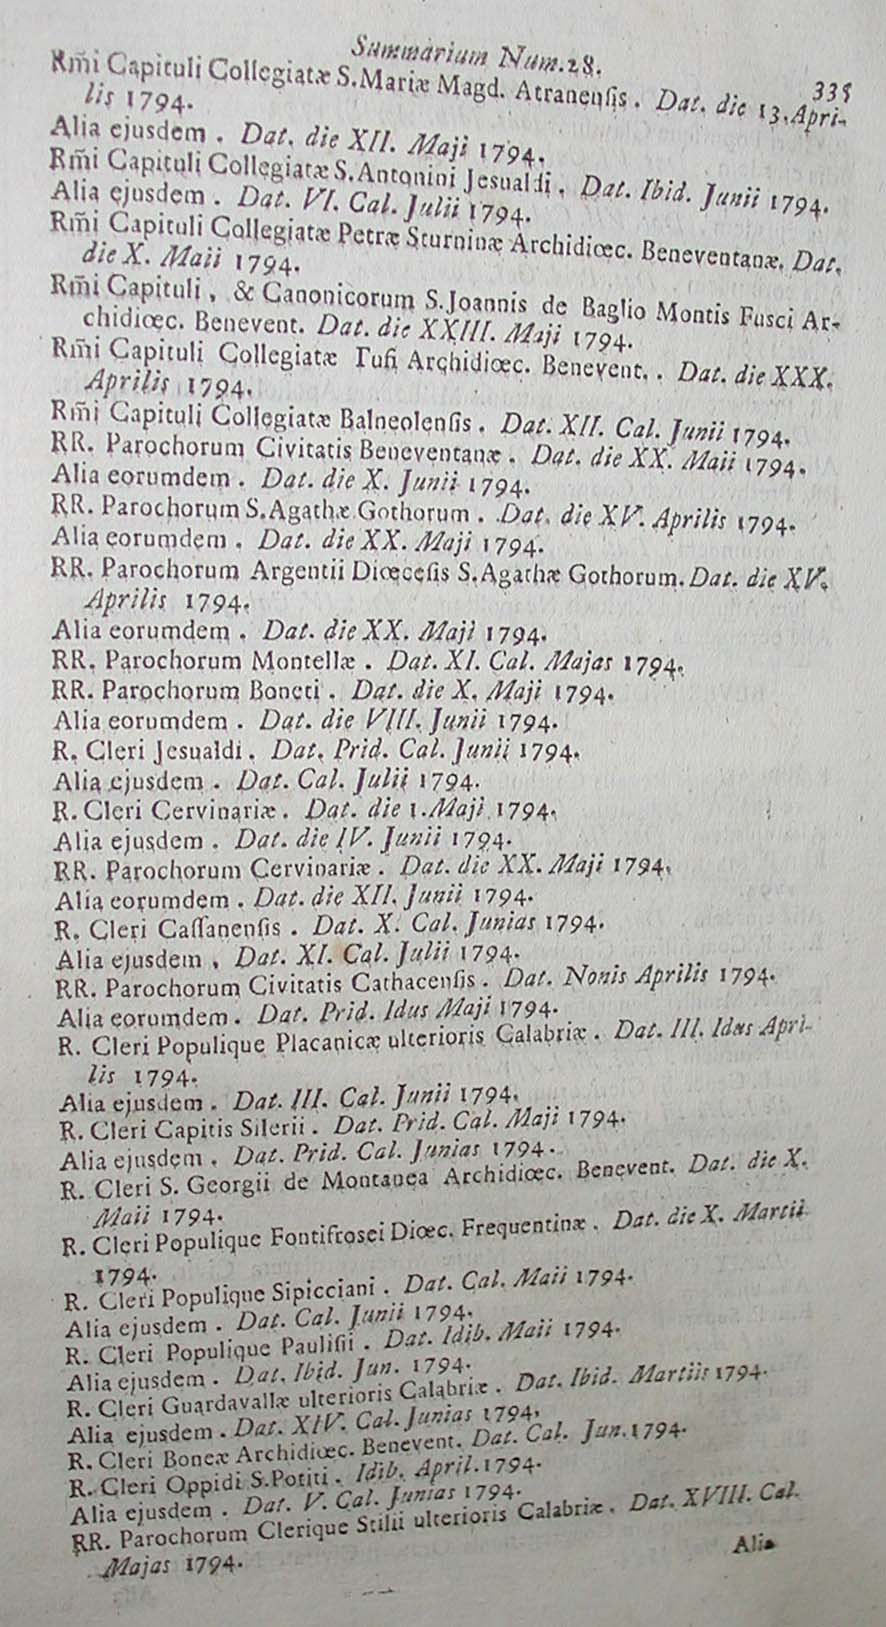 Summarium Num.28.
335
Rm̃i Capituli Collegiatæ S.Mariæ Magd. Atranenſis. Dat. die 13. Apri-
lis 1794.
Alia ejusdem. Dat. die XII. Maji 1794.
Rm̃i Capituli Collegiatæ S.Antonini Jesualdi. Dat. Ibid. Junii 1794.
Alia ejusdem. Dat. VI. Cal. Julii 1794.
Rm̃i Capituli Collegiatæ Petræ Sturninæ Archidiœc. Beneventanæ. Dat.
die X. Maii 1794.
Rm̃i Capituli, & Canonicorum S.Joannis de Baglio Montis Fusci Ar-
chidiœc. Benevent. Dat. die XXIII. Maji 1794.
Rm̃i Capituli Collegiatæ Tufi Archidiœc. Benevent.. Dat. die XXX.
Aprilis 1794.
Rm̃i Capituli Collegiatæ Balneolenſis. Dat. XII. Cal. Junii 1794.
RR. Parochorum Civitatis Beneventanæ. Dat. die XX. Maii 1794.
Alia eorumdem. Dat. die X. Junii 1794.
RR. Parochorum S.Agathæ Gothorum. Dat. die XV. Aprilis 1794.
Alia eorumdem. Dat. die XX. Maji 1794.
RR. Parochorum Argentii Diœceſis S.Agathæ Gothorum. Dat. die XV.
Aprilis 1794.
Alia eorumdem. Dat. die XX. Maji 1794.
RR. Parochorum Montellæ. Dat. XI. Cal. Majas 1794.
RR. Parochorum Boneti. Dat. die X. Maji 1794.
Alia eorumdem. Dat. die VIII. Junii 1794.
R. Cleri Jesualdi. Dat. Prid. Cal. Junii 1794.
Alia ejusdem. Dat. Cal. Julii 1794.
R. Cleri Cervinariæ. Dat. die 1. Maji 1794.
Alia ejusdem. Dat. die IV. Junii 1794.
RR. Parochorum Cervinariæ. Dat. die XX. Maji 1794.
Alia eorumdem. Dat. die XII. Junii 1794.
R. Cleri Caſſanenſis. Dat. X. Cal. Junias 1794.
Alia ejusdem. Dat. XI. Cal. Julii 1794.
RR. Parochorum Civitatis Cathacenſis. Dat. Nonis Aprilis 1794.
Alia eorumdem. Dat. Prid. Idus Maji 1794.
R. Cleri Populique Placanicæ ulterioris Calabriæ. Dat. III. Idus Apri-
lis 1794.
Alia ejusdem. Dat. III. Cal. Junii 1794.
R. Cleri Capitis Silerii. Dat. Prid. Cal. Maji 1794.
Alia ejusdem. Dat. Prid. Cal. Junias 1794.
R. Cleri S. Georgii de Montanea Archidiœc. Benevent. Dat. die X.
Maii 1794.
R. Cleri Populique Fontifrosei Diœc. Frequentinæ. Dat. die X. Martii
1794.
R. Cleri Populique Sipicciani. Dat. Cal. Maii 1794.
Alia ejusdem. Dat. Cal. Junii 1794.
R. Cleri Populique Pauliſii. Dat. Idib. Maii 1794.
Alia ejusdem. Dat. Ibid. Jun. 1794.
R. Cleri Guardavallæ ulterioris Calabriæ. Dat. Ibid. Martiis 1794.
Alia ejusdem. Dat. XIV. Cal. Junias 1794.
R. Cleri Boneæ Archidiœc. Benevent. Dat. Cal. Jun. 1794.
R. Cleri Oppidi S.Potiti. Idib. April. 1794.
Alia ejusdem. Dat. V. Cal. Junias 1794.
RR. Parochorum Clerique Stilii ulterioris Calabriæ. Dat. XVIII. Cal.
Majas 1794.
Alia